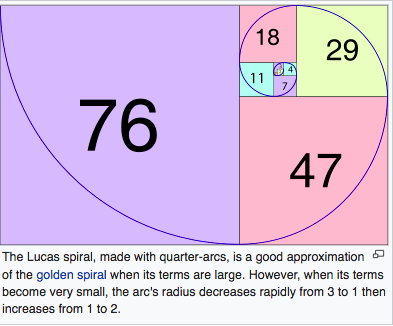 18
29
11
4
7
76
47
The Lucas spiral, made with quarter-arcs, is a good approximation
of the golden spiral when its terms are large. However, when its terms
become very small, the arc's radius decreases rapidly from 3 to 1 then
increases from 1 to 2.